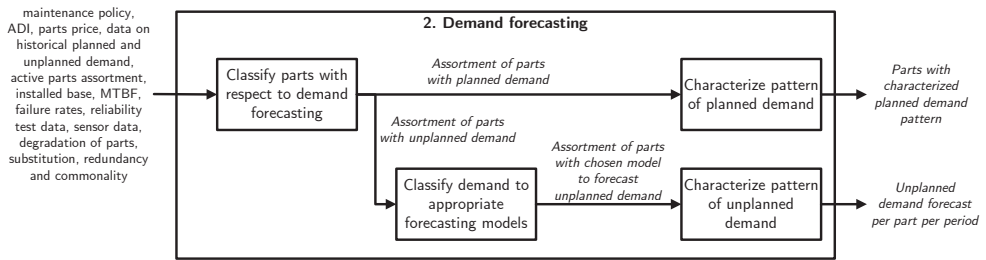 maintenance policy,
ADI, parts price, data on
historical planned and
unplanned demand,
active parts assortment,
installed base, MTBF,
failure rates, reliability
test data, sensor data,
degradation of parts,
substitution, redundancy
and commonality
2. Demand forecasting
Classify parts with
respect to demand
forecasting
Assortment of parts
with planned demand
Characterize pattern
of planned demand
Parts with
characterized
planned demand
pattern
Assortment of parts
with unplanned demand
Classify demand to
appropriate
forecasting models
Assortment of parts
with chosen model
to forecast
unplanned demand
Characterize pattern
of unplanned
demand
Unplanned
demand forecast
per part per period